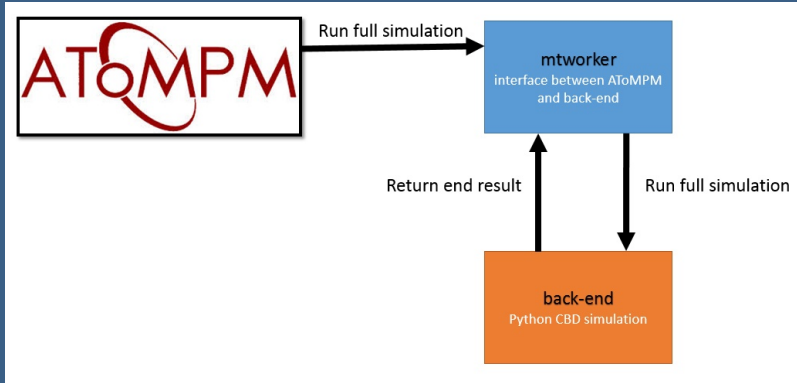 Run full simulation
AToMPM
mtworker
interface between AToMPM
and back-end
Return end result
Run full simulation
back-end
Python CBD simulation